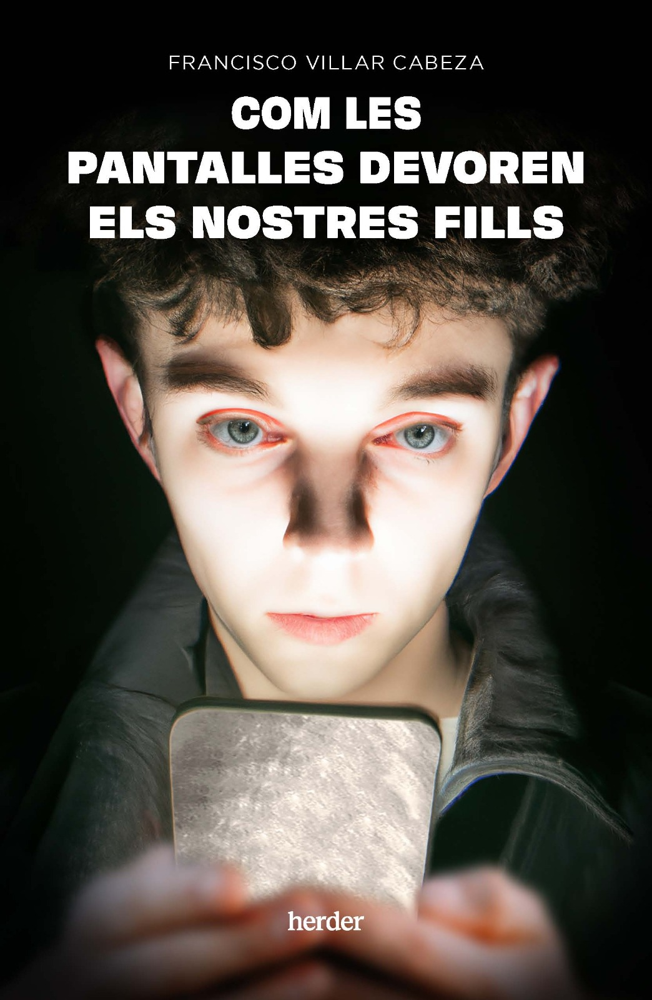 FRANCISCO VILLAR CABEZA
COM LES
PANTALLES DEVOREN
ELS NOSTRES FILLS
herder